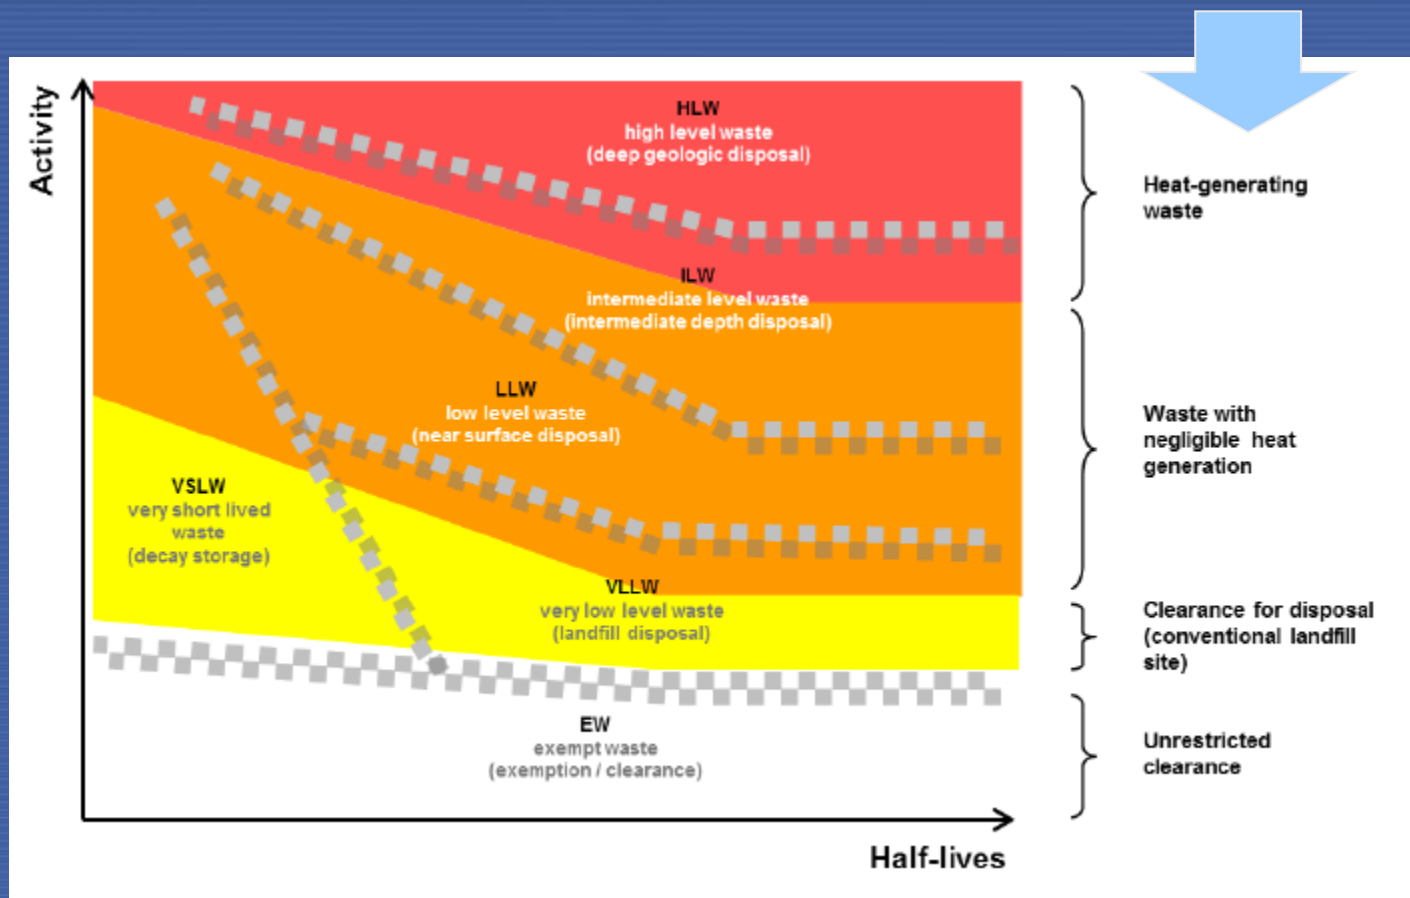 Activity
HLW
high level waste
(deep geologic disposal)
Heat-generating
waste
ILW
intermediate level waste
(intermediate depth disposal)
LLW
low level waste
(near surface disposal)
Waste with
negligible heat
generation
VSLW
very short lived
waste
(decay storage)
VLLW
very low level waste
(landfill disposal)
Clearance for disposal
(conventional landfill
site)
EW
exempt waste
(exemption / clearance)
Unrestricted
clearance
Half-lives